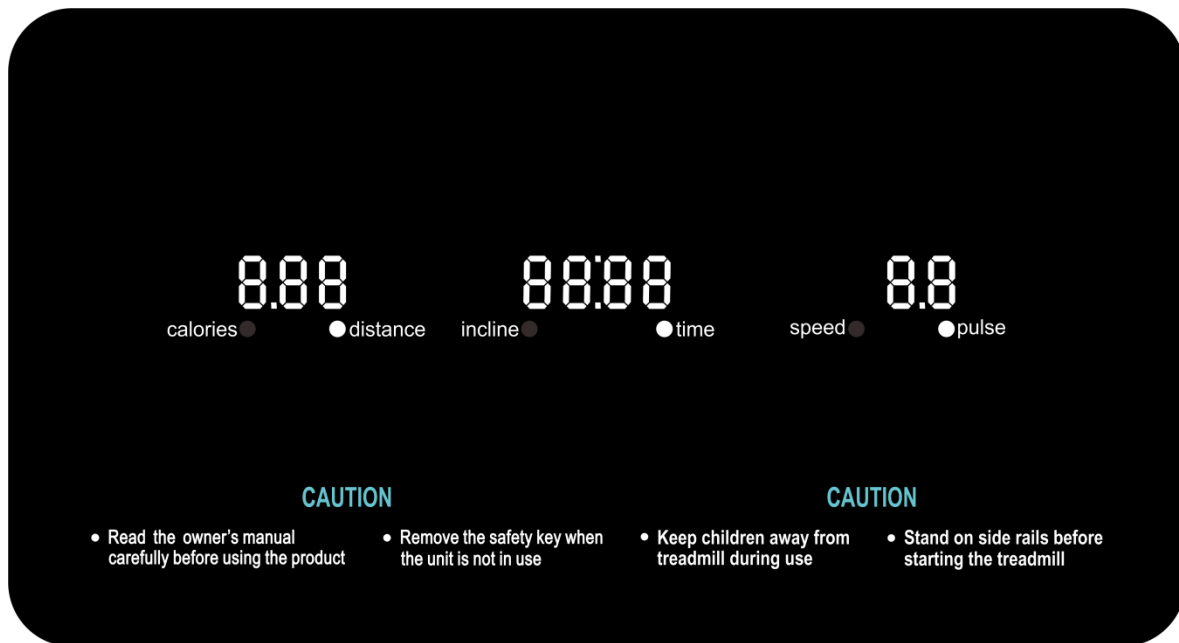 8.88 88:88 8.8
calories distance incline time speed pulse
CAUTION
• Read the owner's manual
carefully before using the product
• Remove the safety key when
the unit is not in use
CAUTION
• Keep children away from
treadmill during use
• Stand on side rails before
starting the treadmill